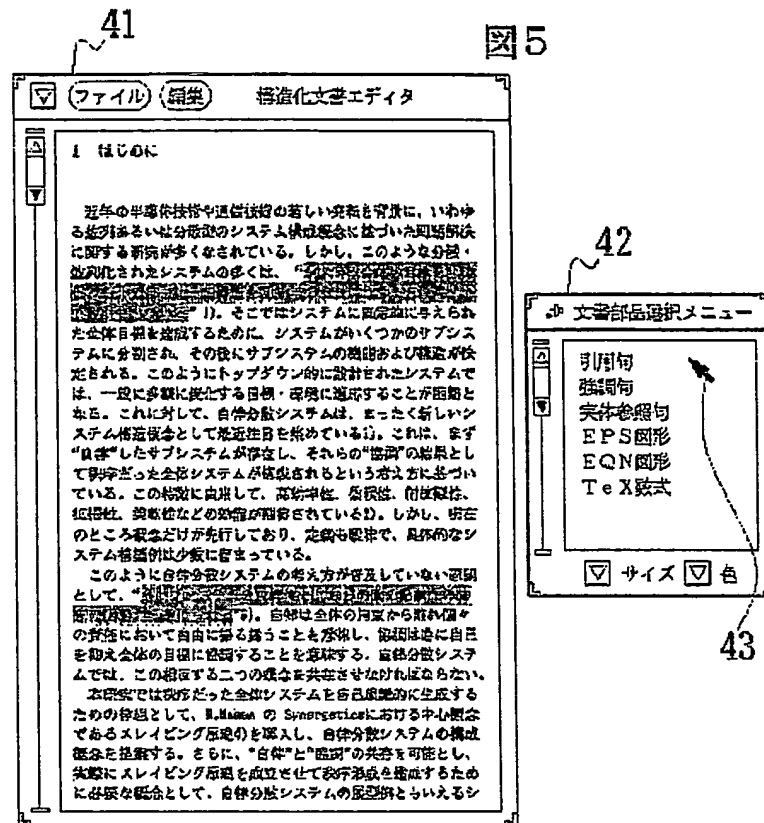 41
図5
ファイル 編集 構造化文書エディタ
1 はじめに
近年の半導体技術や通信技術の著しい発展を背景に、いわゆ
る並列あるいは分散型のシステム構成概念に基づいた問題解決
に関する研究が多くなされている。しかし、このような分散・
並列化されたシステムの多くは、“
” 1)。そこではシステムに固定的に与えられ
た全体目標を達成するために、システムがいくつかのサブシス
テムに分割され、その後にサブシステムの機能および構造が決
定される。このようにトップダウン的に設計されたシステムで
は、一般に多様に変化する目標・環境に適応することが困難と
なる。これに対して、自律分散システムは、まったく新しいシ
ステム構造概念として最近注目を集めている1)。これは、まず
“自律”したサブシステムが存在し、それらの“協調”の結果とし
て秩序だった全体システムが構成されるという考え方に基づい
ている。この特徴に由来して、高効率性、
拡張性、柔軟性などの効能が期待されている2)。しかし、現在
のところ概念だけが先行しており、定義も曖昧で、具体的なシ
ステム構築例は少数に留まっている。
このように自律分散システムの考え方が普及していない原因
として、“
”。自律は全体の拘束から離れ個々
の責任において自由に振る舞うことを意味し、協調は逆に自己
を抑え全体の目標に協調することを意味する。自律分散システ
ムでは、この相反する二つの概念を共存させなければならない。
本研究では秩序だった全体システムを自己組織的に生成する
ための枠組として、H.Haken の Synergeticsにおける中心概念
であるスレイビング原理を導入し、自律分散システムの構成
概念を提案する。さらに、“自律”と“協調”の共存を可能とし、
実際にスレイビング原理を成立させて秩序形成を達成するため
に必要な概念として、自律分散システムの典型例ともいえるシ
42
文書部品選択メニュー
引用句
強調句
実体参照句
EPS図形
EQN図形
TeX数式
サイズ 色
43